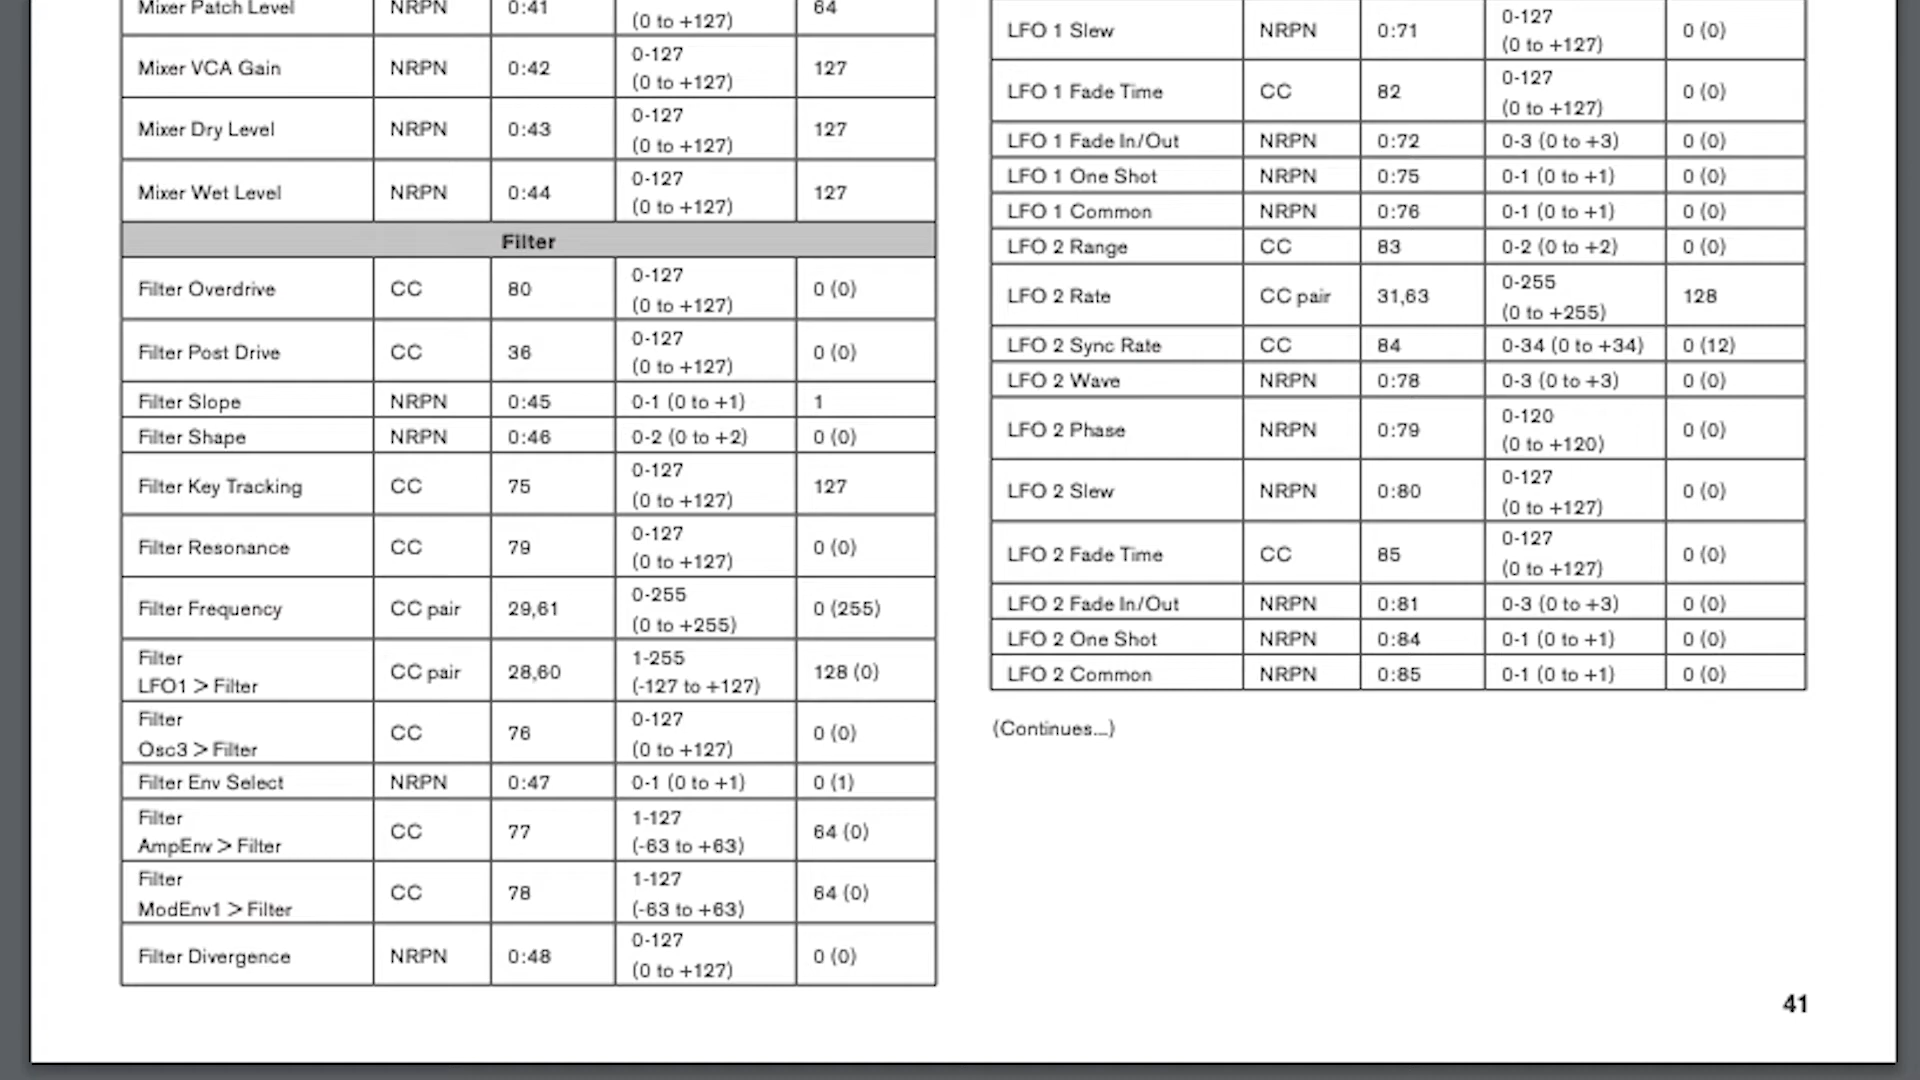 Mixer Patch Level NRPN 0:41 (0 to +127) 64
Mixer VCA Gain NRPN 0:42 0-127 (0 to +127) 127
Mixer Dry Level NRPN 0:43 0-127 (0 to +127) 127
Mixer Wet Level NRPN 0:44 0-127 (0 to +127) 127
Filter
Filter Overdrive CC 80 0-127 (0 to +127) 0 (0)
Filter Post Drive CC 36 0-127 (0 to +127) 0 (0)
Filter Slope NRPN 0:45 0-1 (0 to +1) 1
Filter Shape NRPN 0:46 0-2 (0 to +2) 0 (0)
Filter Key Tracking CC 75 0-127 (0 to +127) 127
Filter Resonance CC 79 0-127 (0 to +127) 0 (0)
Filter Frequency CC pair 29,61 0-255 (0 to +255) 0 (255)
Filter LFO1 > Filter CC pair 28,60 1-255 (-127 to +127) 128 (0)
Filter Osc3 > Filter CC 76 0-127 (0 to +127) 0 (0)
Filter Env Select NRPN 0:47 0-1 (0 to +1) 0 (1)
Filter AmpEnv > Filter CC 77 1-127 (-63 to +63) 64 (0)
Filter ModEnv1 > Filter CC 78 1-127 (-63 to +63) 64 (0)
Filter Divergence NRPN 0:48 0-127 (0 to +127) 0 (0)
LFO 1 Slew NRPN 0:71 0-127 (0 to +127) 0 (0)
LFO 1 Fade Time CC 82 0-127 (0 to +127) 0 (0)
LFO 1 Fade In/Out NRPN 0:72 0-3 (0 to +3) 0 (0)
LFO 1 One Shot NRPN 0:75 0-1 (0 to +1) 0 (0)
LFO 1 Common NRPN 0:76 0-1 (0 to +1) 0 (0)
LFO 2 Range CC 83 0-2 (0 to +2) 0 (0)
LFO 2 Rate CC pair 31,63 0-255 (0 to +255) 128
LFO 2 Sync Rate CC 84 0-34 (0 to +34) 0 (12)
LFO 2 Wave NRPN 0:78 0-3 (0 to +3) 0 (0)
LFO 2 Phase NRPN 0:79 0-120 (0 to +120) 0 (0)
LFO 2 Slew NRPN 0:80 0-127 (0 to +127) 0 (0)
LFO 2 Fade Time CC 85 0-127 (0 to +127) 0 (0)
LFO 2 Fade In/Out NRPN 0:81 0-3 (0 to +3) 0 (0)
LFO 2 One Shot NRPN 0:84 0-1 (0 to +1) 0 (0)
LFO 2 Common NRPN 0:85 0-1 (0 to +1) 0 (0)
(Continues...)
41